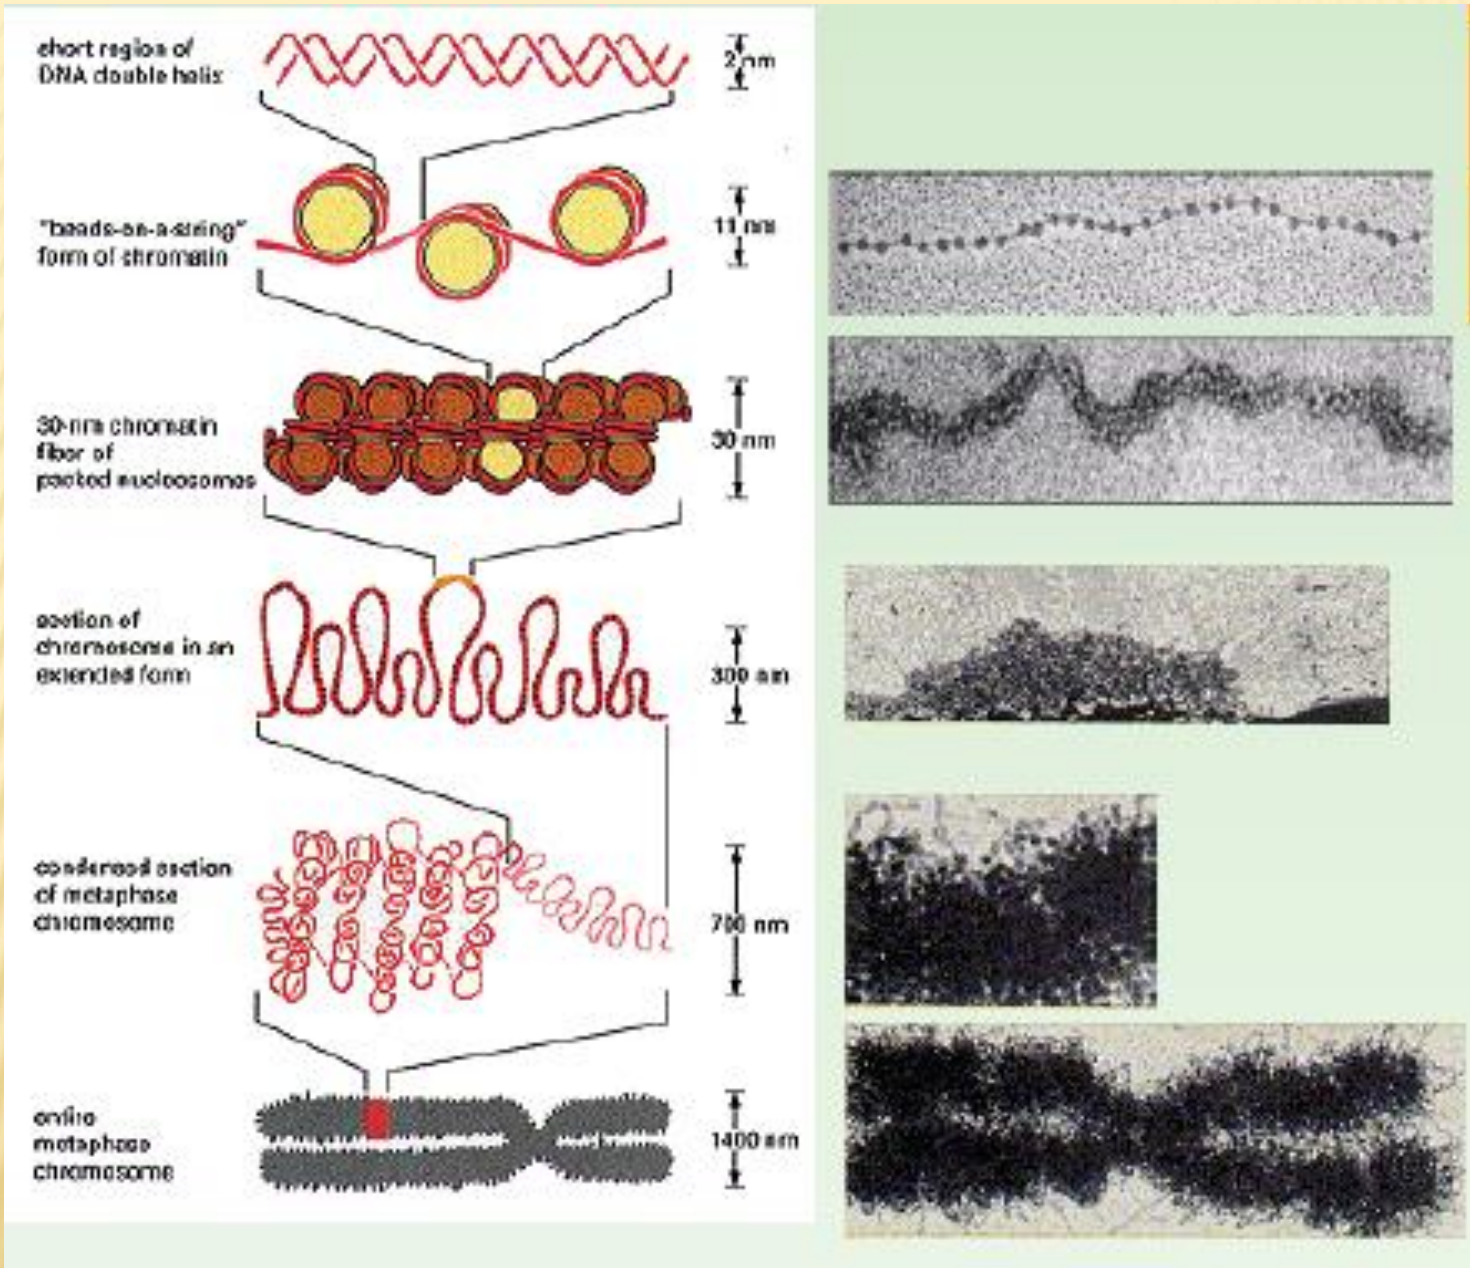 short region of
DNA double helix
2 nm
"beads-on-a-string"
form of chromatin
11 nm
30-nm chromatin
fiber of
packed nucleosomes
30 nm
section of
chromosome in an
extended form
300 nm
condensed section
of metaphase
chromosome
700 nm
entire
metaphase
chromosome
1400 nm